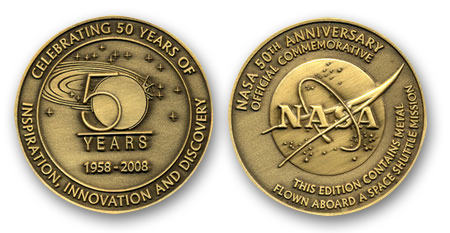 CELEBRATING 50 YEARS OF
50
YEARS
1958 - 2008
INSPIRATION, INNOVATION AND DISCOVERY
NASA 50TH ANNIVERSARY
OFFICIAL COMMEMORATIVE
NASA
THIS EDITION CONTAINS METAL
FLOWN ABOARD A SPACE SHUTTLE MISSION